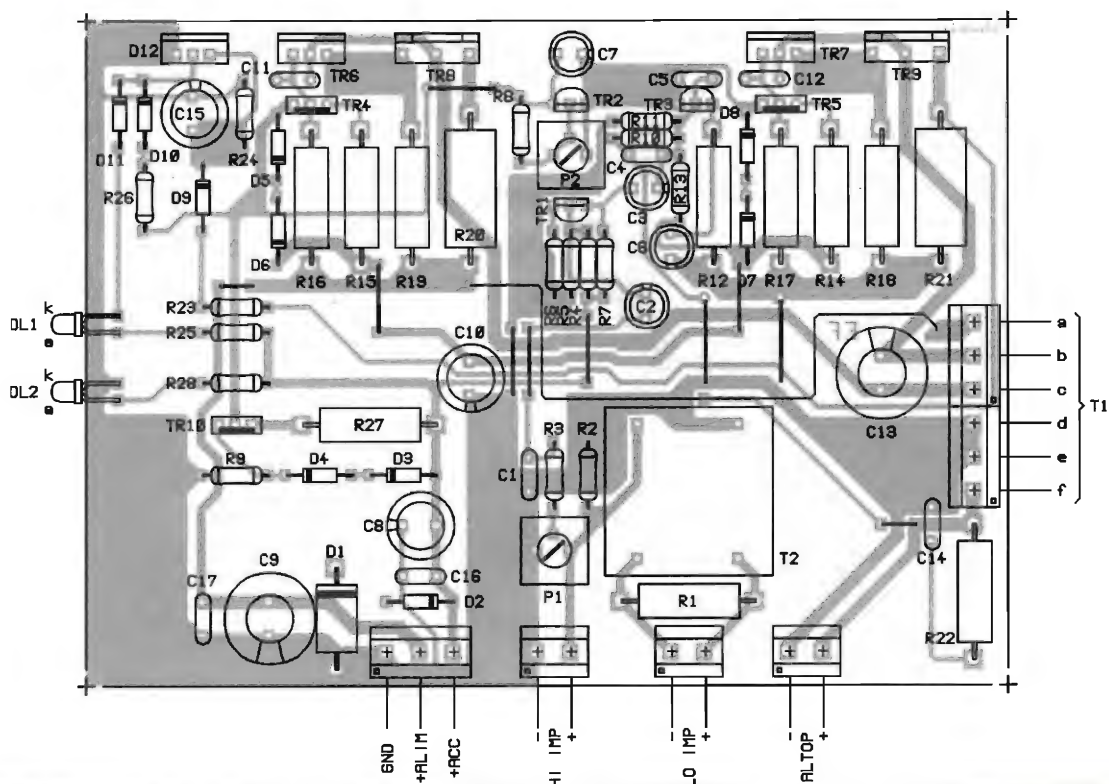 D12
C11
TR6
TR8
C7
C5
C12
TR7
TR9
C15
TR4
R8
TR2
TR3
D8
TR5
R11
R10
D11
D10
R24
C4
P2
R26
D9
D5
R13
TR1
C3
C6
D6
R20
R16
R15
R19
R12
D7
R17
R14
R18
R21
R23
R5
R4
R7
C2
DL1
k
a
R25
C10
a
b
c
d
e
f
T1
DL2
k
a
R28
TR10
R27
C13
R9
D4
D3
C1
R3
R2
C8
C14
T2
C17
C9
D1
C16
D2
P1
R1
R22
GND
+ALIM
+ACC
- HI IMP +
- LO IMP +
- ALTOP +